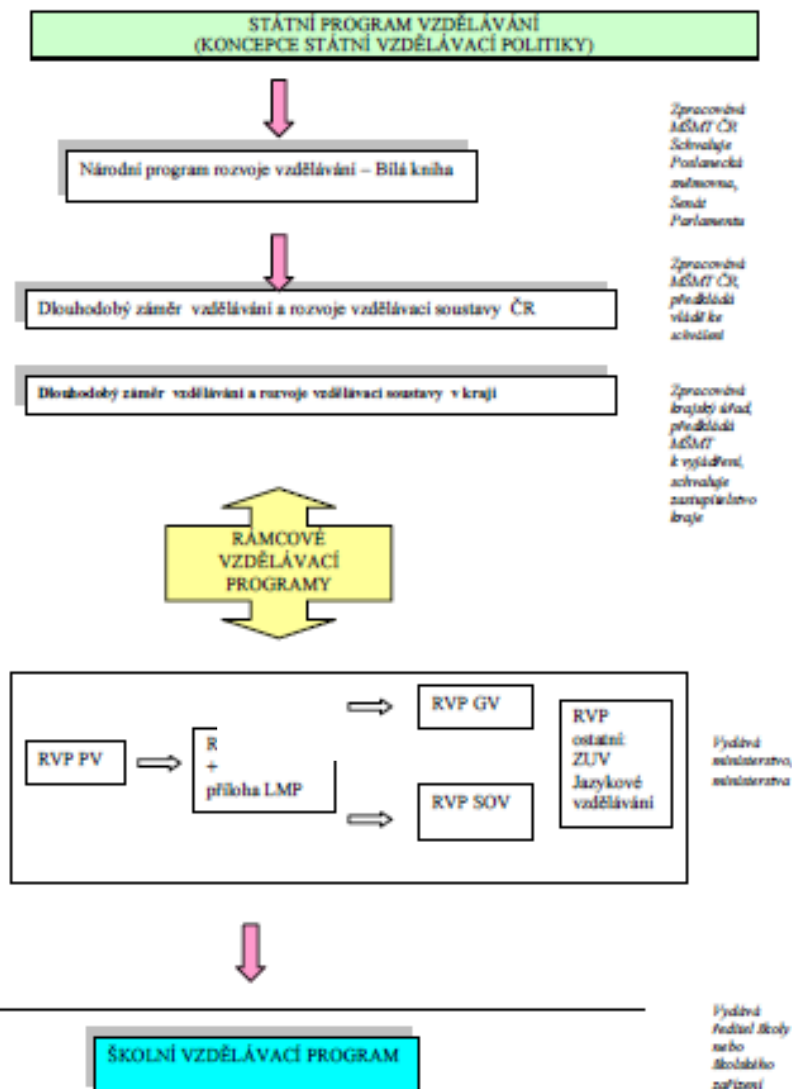 STÁTNÍ PROGRAM VZDĚLÁVÁNÍ
(KONCEPCE STÁTNÍ VZDĚLÁVACÍ POLITIKY)
Zpracovává
MŠMT ČR
Schvaluje
Poslanecká
sněmovna,
Senát
Parlamentu
Národní program rozvoje vzdělávání – Bílá kniha
Zpracovává
MŠMT ČR,
předkládá
vládě ke
schválení
Dlouhodobý záměr vzdělávání a rozvoje vzdělávací soustavy ČR
Dlouhodobý záměr vzdělávání a rozvoje vzdělávací soustavy v kraji
Zpracovává
krajský úřad,
předkládá
MŠMT
k vyjádření,
schvaluje
zastupitelstvo
kraje
RÁMCOVÉ
VZDĚLÁVACÍ
PROGRAMY
RVP PV
R
+
příloha LMP
RVP GV
RVP SOV
RVP
ostatní:
ZUV
Jazykové
vzdělávání
Vydává
ministerstvo,
ministerstva
ŠKOLNÍ VZDĚLÁVACÍ PROGRAM
Vydává
ředitel školy
nebo
školského
zařízení